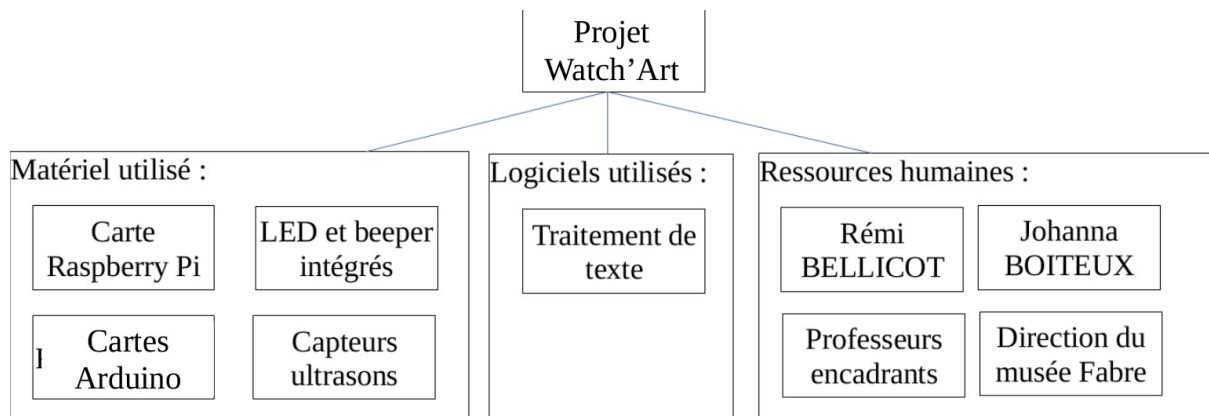 Projet
Watch’Art
Matériel utilisé :
Carte
Raspberry Pi
LED et beeper
intégrés
Cartes
Arduino
Capteurs
ultrasons
Logiciels utilisés :
Traitement de
texte
Ressources humaines :
Rémi
BELLICOT
Johanna
BOITEUX
Professeurs
encadrants
Direction du
musée Fabre